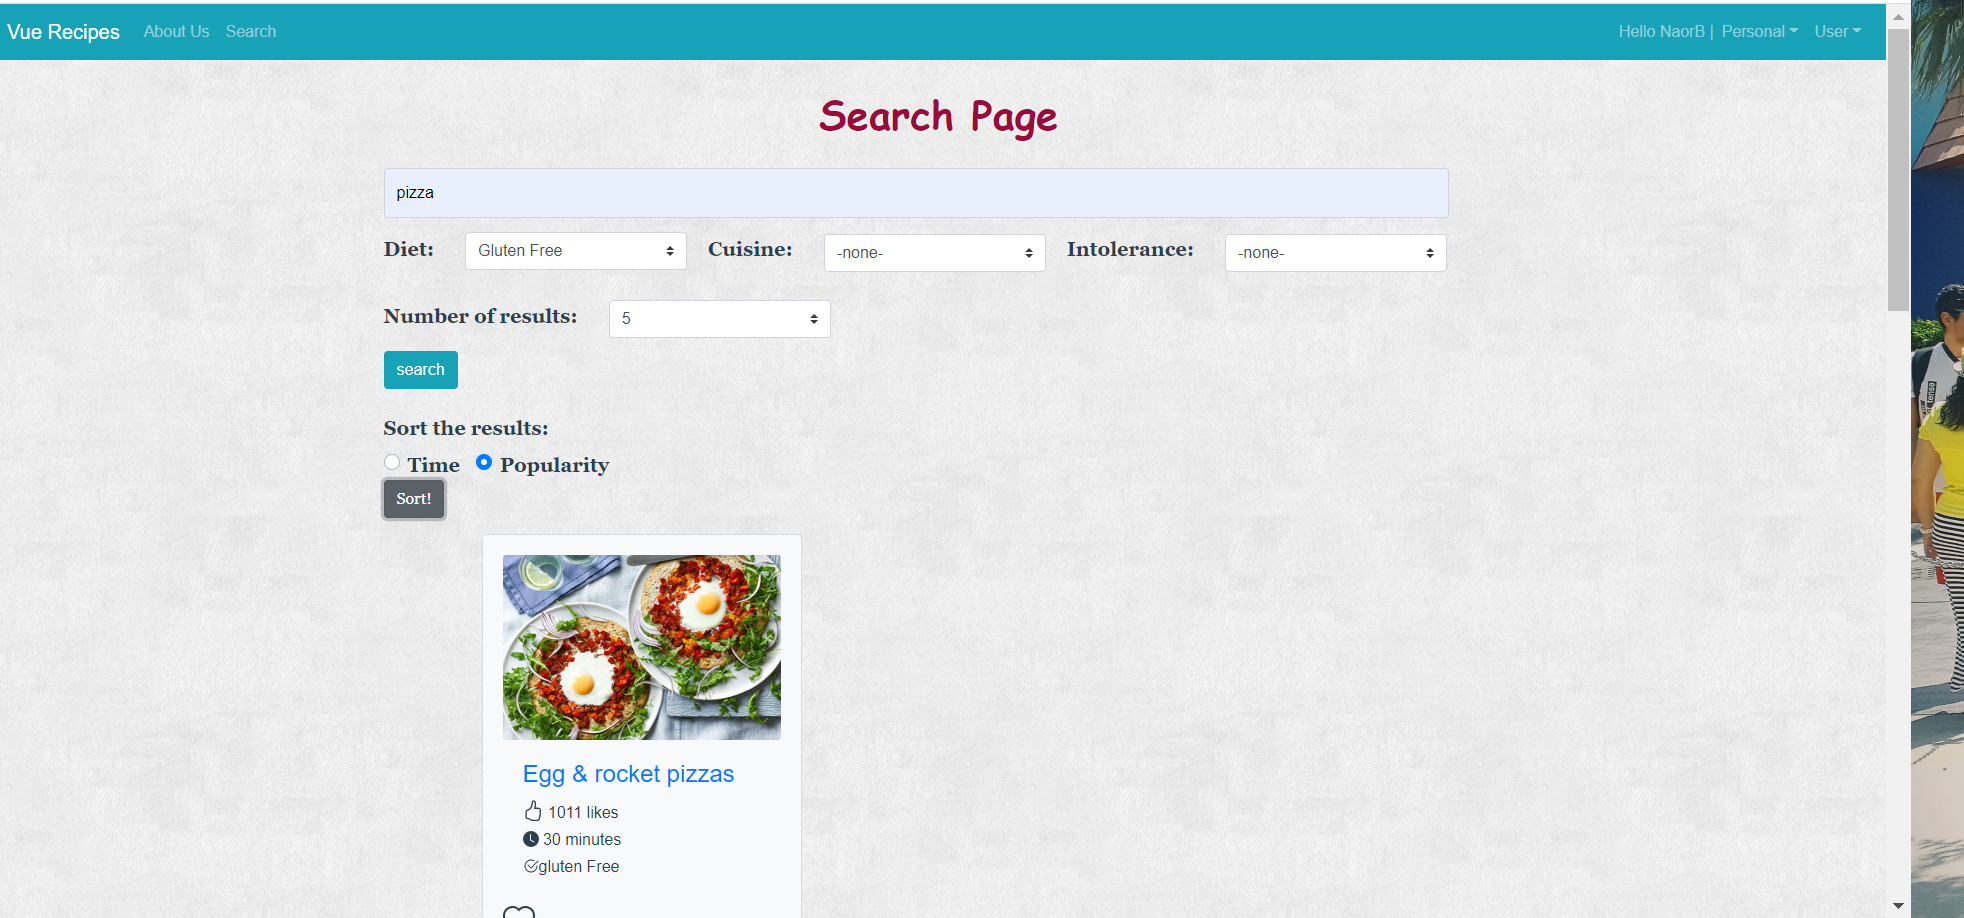 Vue Recipes About Us Search Hello NaorB | Personal User
Search Page
pizza
Diet: Gluten Free Cuisine: -none- Intolerance: -none-
Number of results: 5
search
Sort the results:
Time Popularity
Sort!
Egg & rocket pizzas
1011 likes
30 minutes
gluten Free